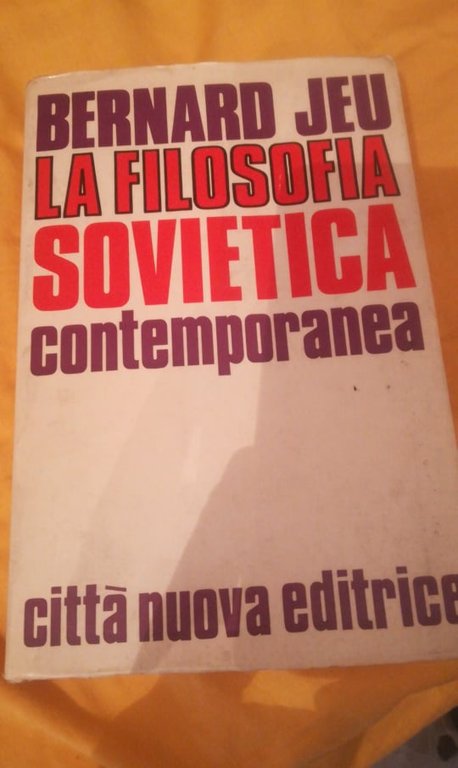 BERNARD JEU
LA FILOSOFIA
SOVIETICA
contemporanea
città nuova editrice